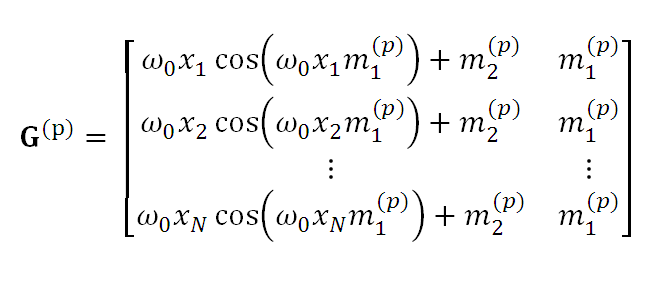 G^(p) = [ ω₀x₁ cos(ω₀x₁m₁^(p)) + m₂^(p)   m₁^(p)
ω₀x₂ cos(ω₀x₂m₁^(p)) + m₂^(p)   m₁^(p)
⋮   ⋮
ω₀x_N cos(ω₀x_Nm₁^(p)) + m₂^(p)   m₁^(p) ]